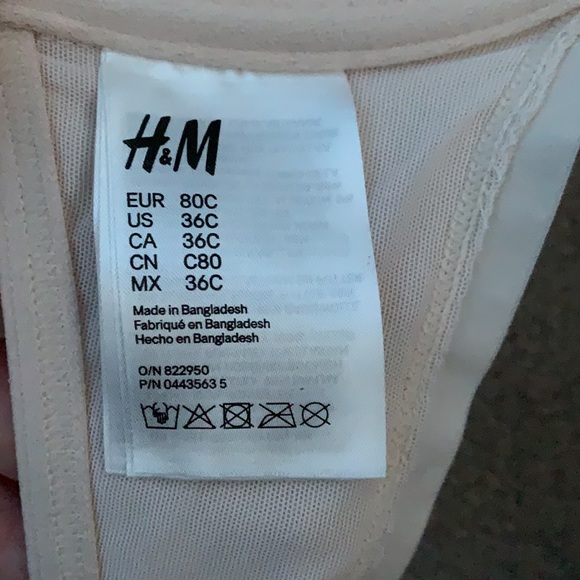 H&M
EUR 80C
US 36C
CA 36C
CN C80
MX 36C
Made in Bangladesh
Fabriqué en Bangladesh
Hecho en Bangladesh
O/N 822950
P/N 0443563 5